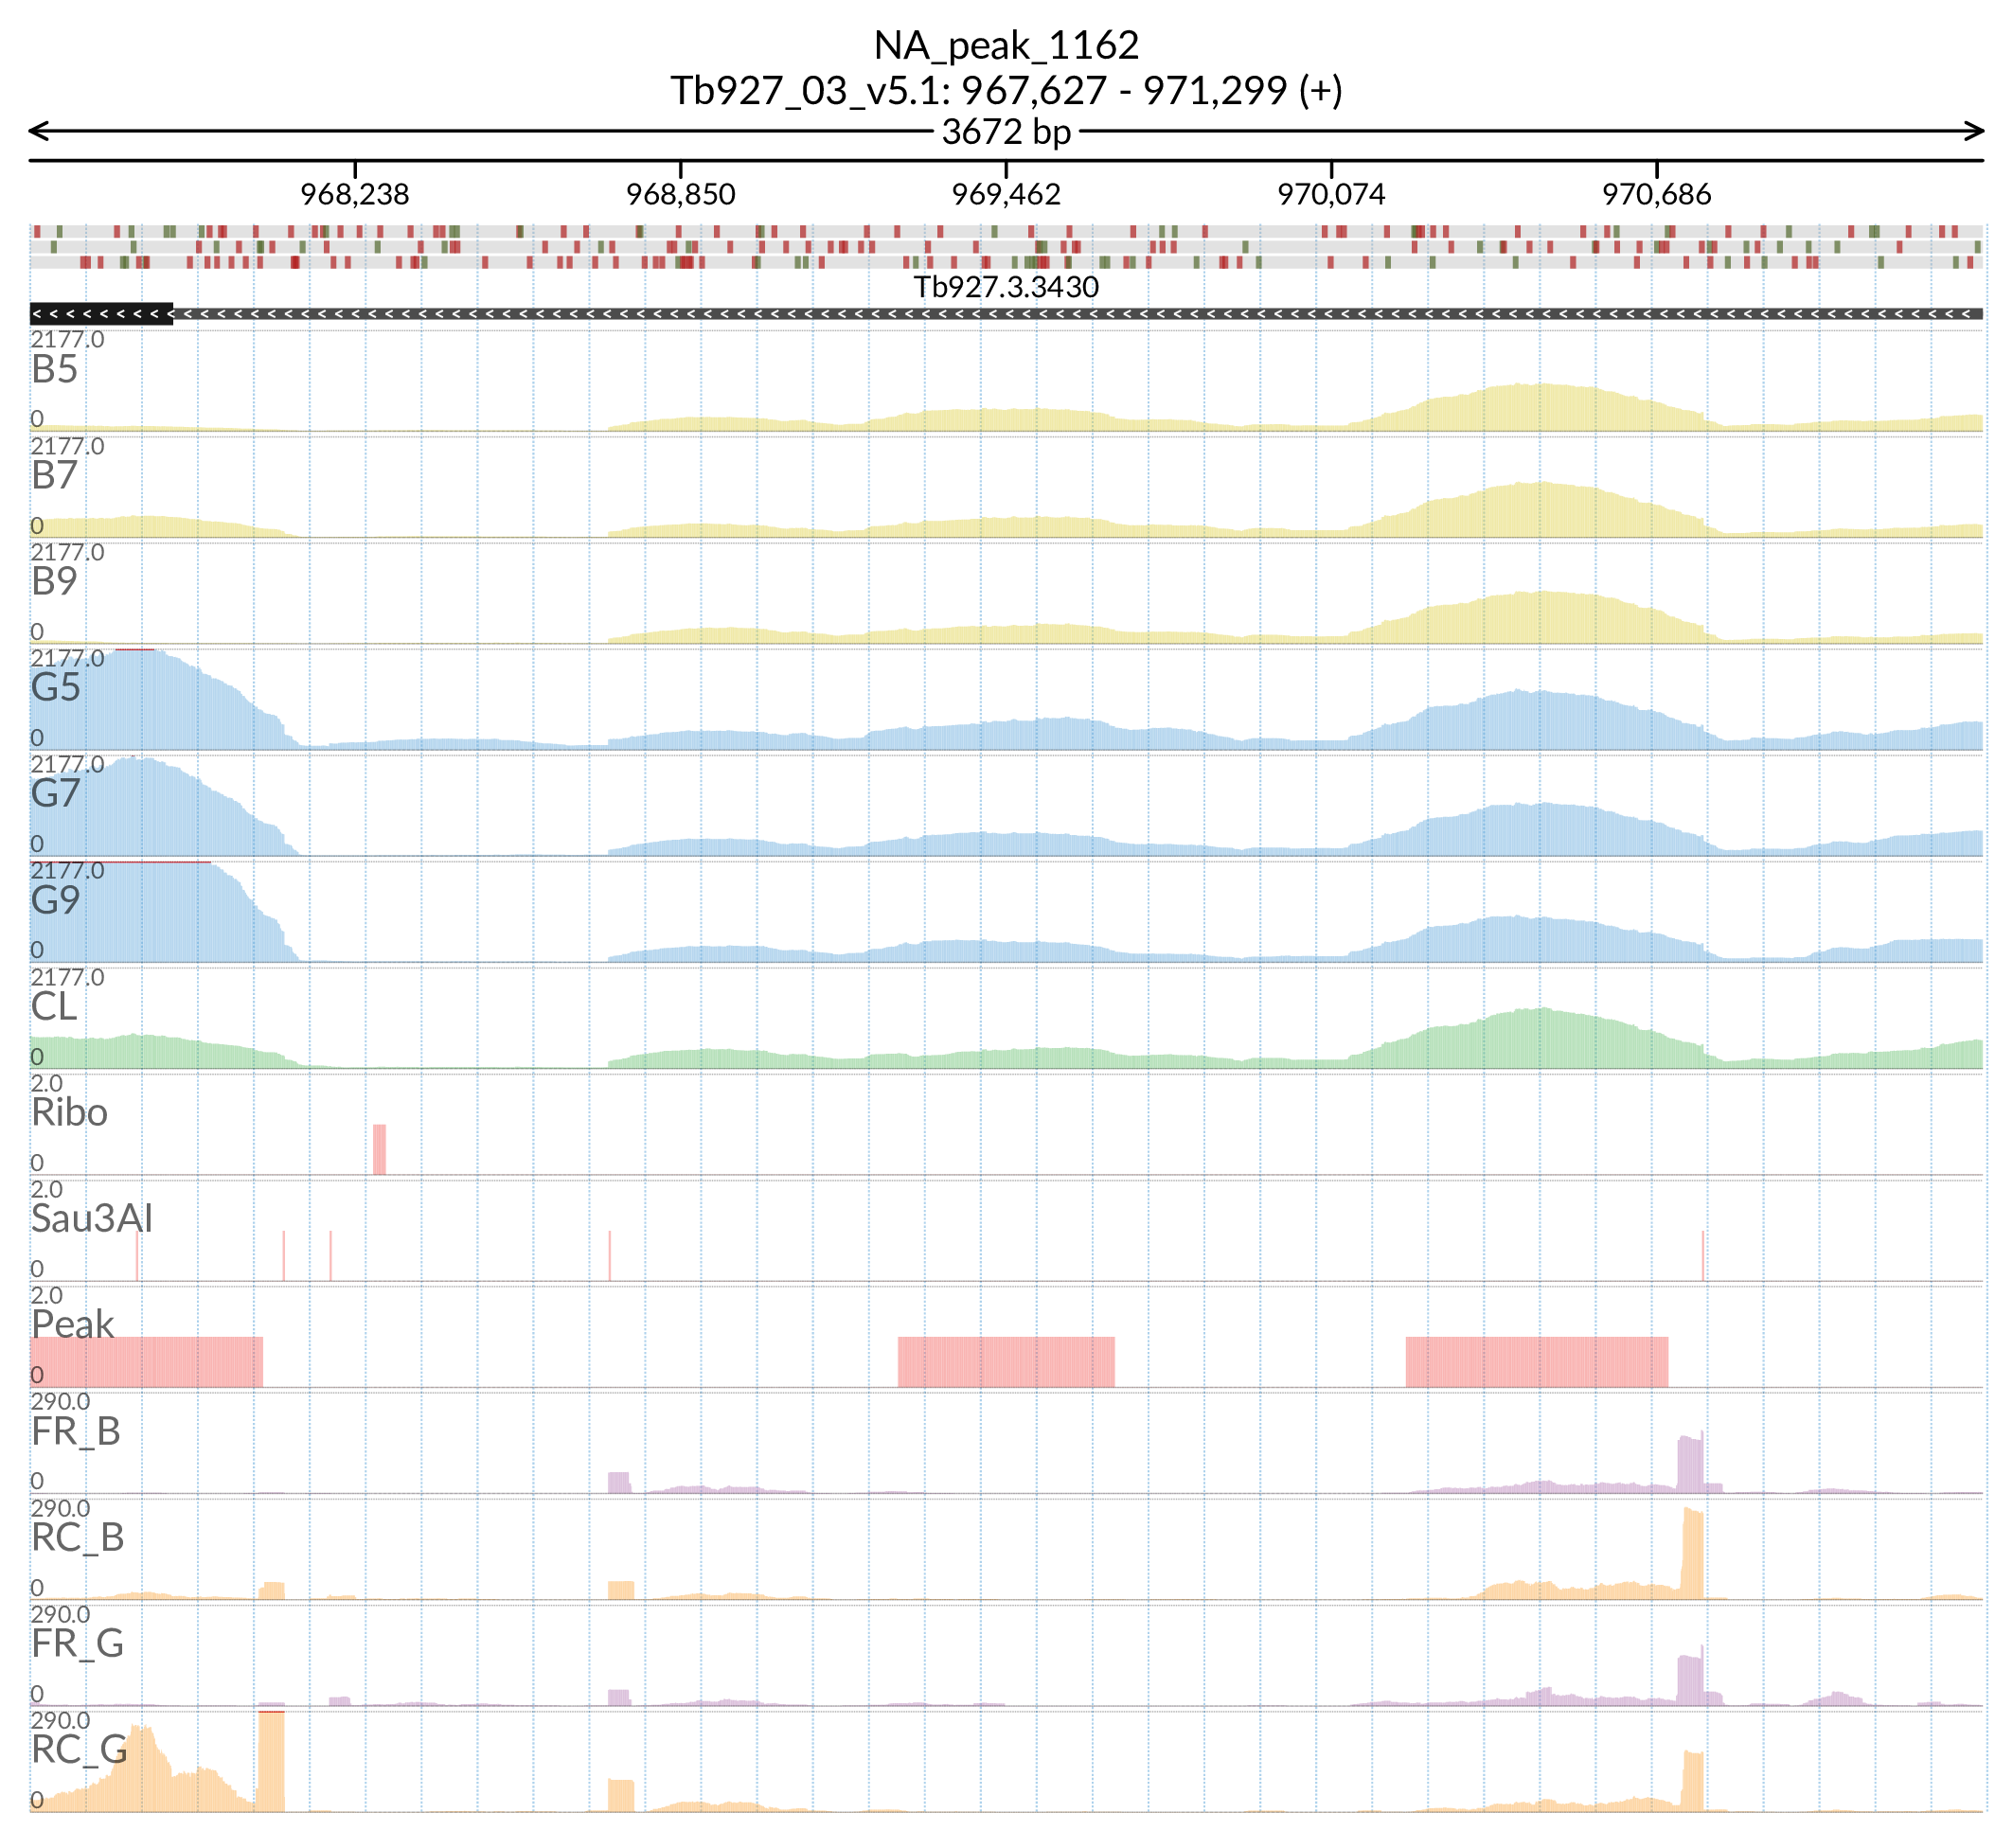 NA_peak_1162
Tb927_03_v5.1: 967,627 - 971,299 (+)
3672 bp
968,238 968,850 969,462 970,074 970,686
Tb927.3.3430
2177.0
B5
0
2177.0
B7
0
2177.0
B9
0
2177.0
G5
0
2177.0
G7
0
2177.0
G9
0
2177.0
CL
0
2.0
Ribo
0
2.0
Sau3AI
0
2.0
Peak
0
290.0
FR_B
0
290.0
RC_B
0
290.0
FR_G
0
290.0
RC_G
0